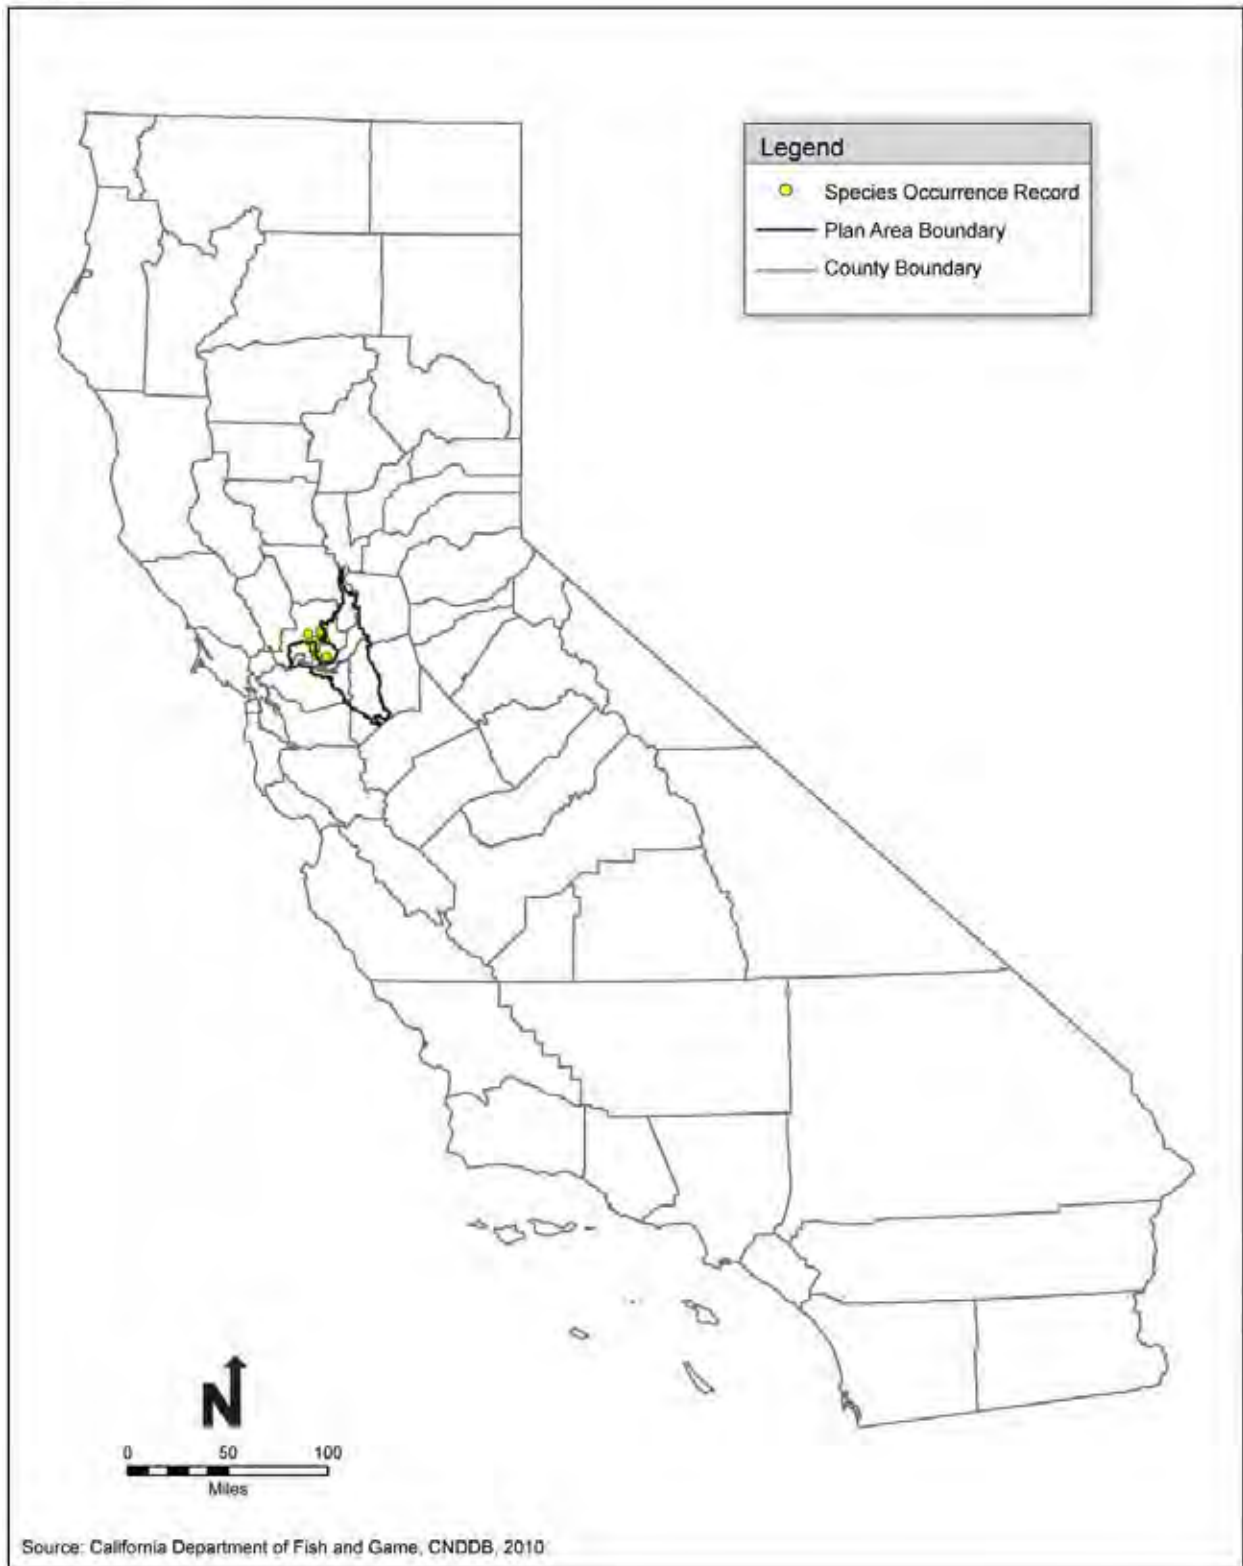 Legend
Species Occurrence Record
Plan Area Boundary
County Boundary
N
0 50 100
Miles
Source: California Department of Fish and Game, CNDDB, 2010